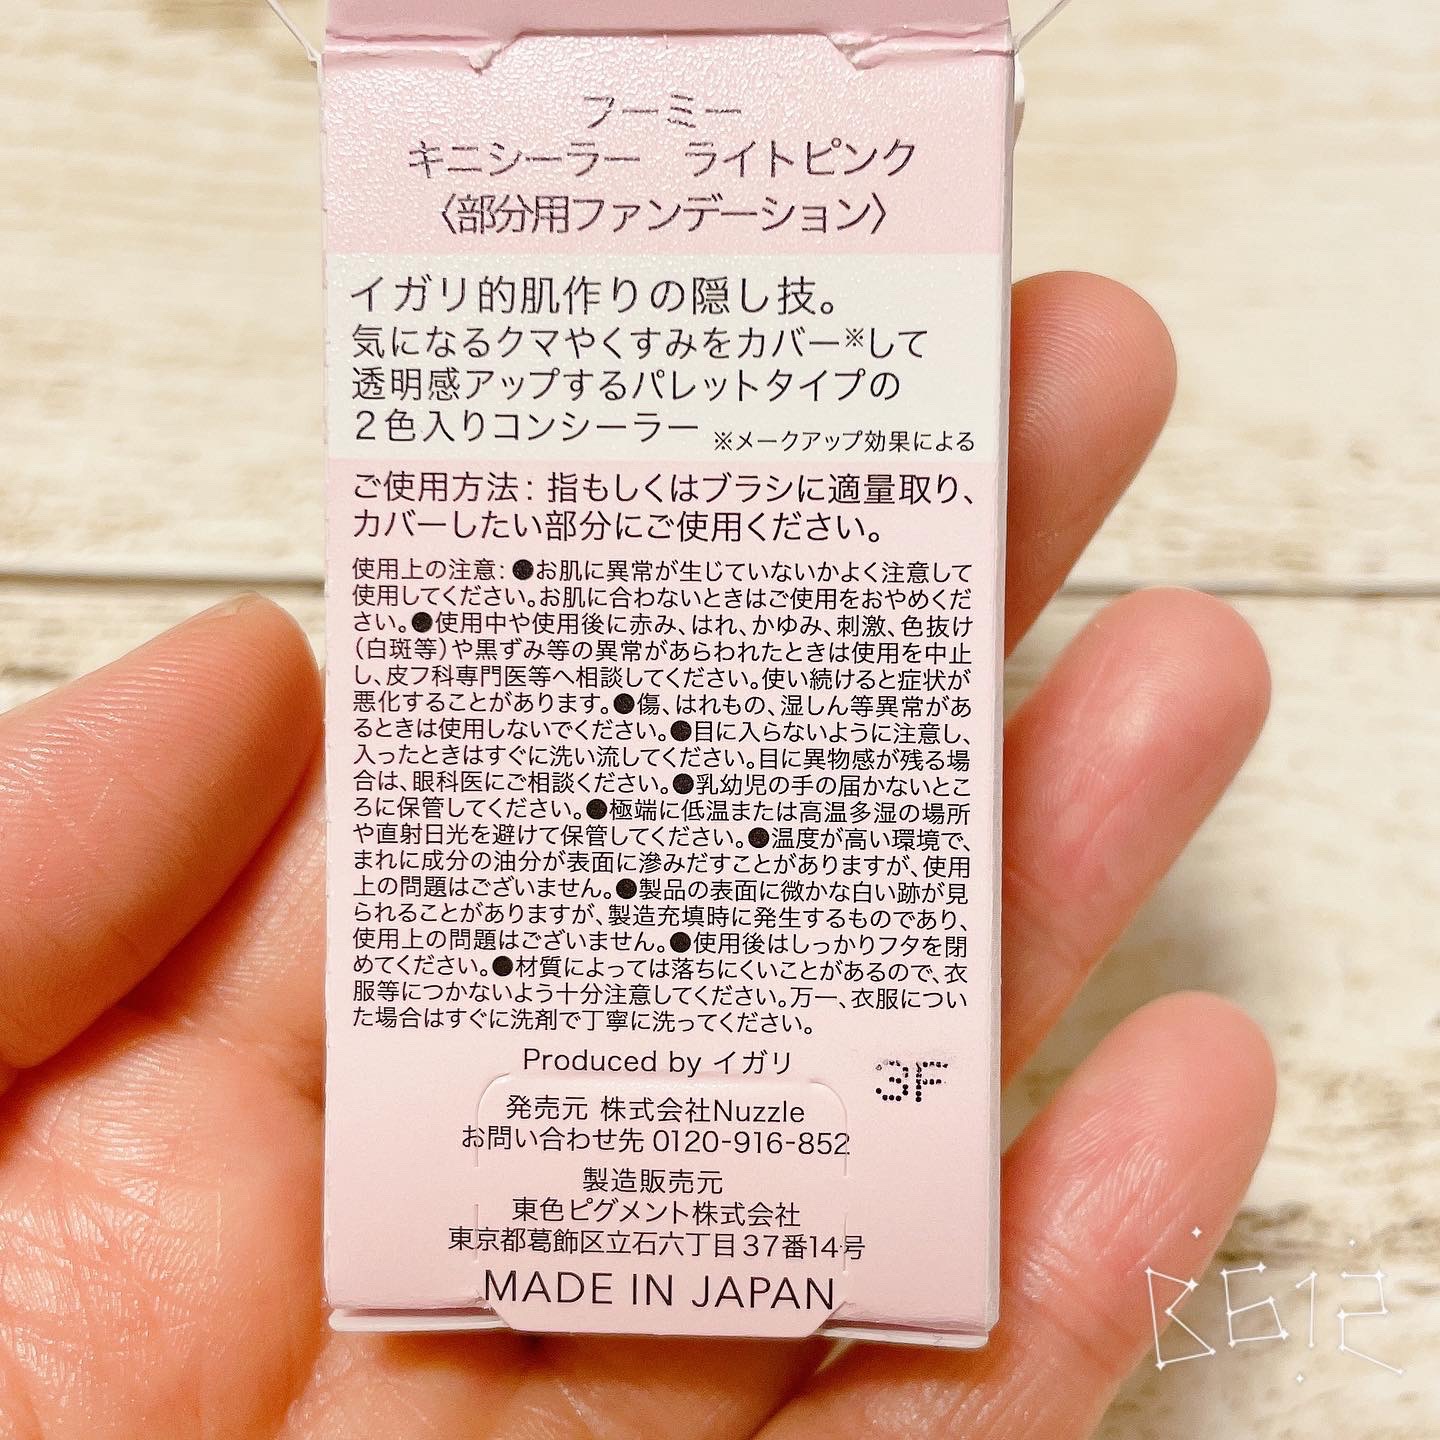 フーミー
キニシーラー　ライトピンク
〈部分用ファンデーション〉
イガリ的肌作りの隠し技。
気になるクマやくすみをカバー※して
透明感アップするパレットタイプの
２色入りコンシーラー ※メークアップ効果による
ご使用方法：指もしくはブラシに適量取り、
カバーしたい部分にご使用ください。
使用上の注意：●お肌に異常が生じていないかよく注意して
使用してください。お肌に合わないときはご使用をおやめくだ
さい。●使用中や使用後に赤み、はれ、かゆみ、刺激、色抜け
（白斑等）や黒ずみ等の異常があらわれたときは使用を中止
し、皮フ科専門医等へ相談してください。使い続けると症状が
悪化することがあります。●傷、はれもの、湿しん等異常があ
るときは使用しないでください。●目に入らないように注意し、
入ったときはすぐに洗い流してください。目に異物感が残る場
合は、眼科医にご相談ください。●乳幼児の手の届かないとこ
ろに保管してください。●極端に低温または高温多湿の場所
や直射日光を避けて保管してください。●温度が高い環境で、
まれに成分の油分が表面に滲みだすことがありますが、使用
上の問題はございません。●製品の表面に微かな白い跡が見
られることがありますが、製造充填時に発生するものであり、
使用上の問題はございません。●使用後はしっかりフタを閉
めてください。●材質によっては落ちにくいことがあるので、衣
服等につかないよう十分注意してください。万一、衣服につい
た場合はすぐに洗剤で丁寧に洗ってください。
Produced by イガリ
3F
発売元 株式会社Nuzzle
お問い合わせ先 0120-916-852
製造販売元
東色ピグメント株式会社
東京都葛飾区立石六丁目37番14号
MADE IN JAPAN
B612